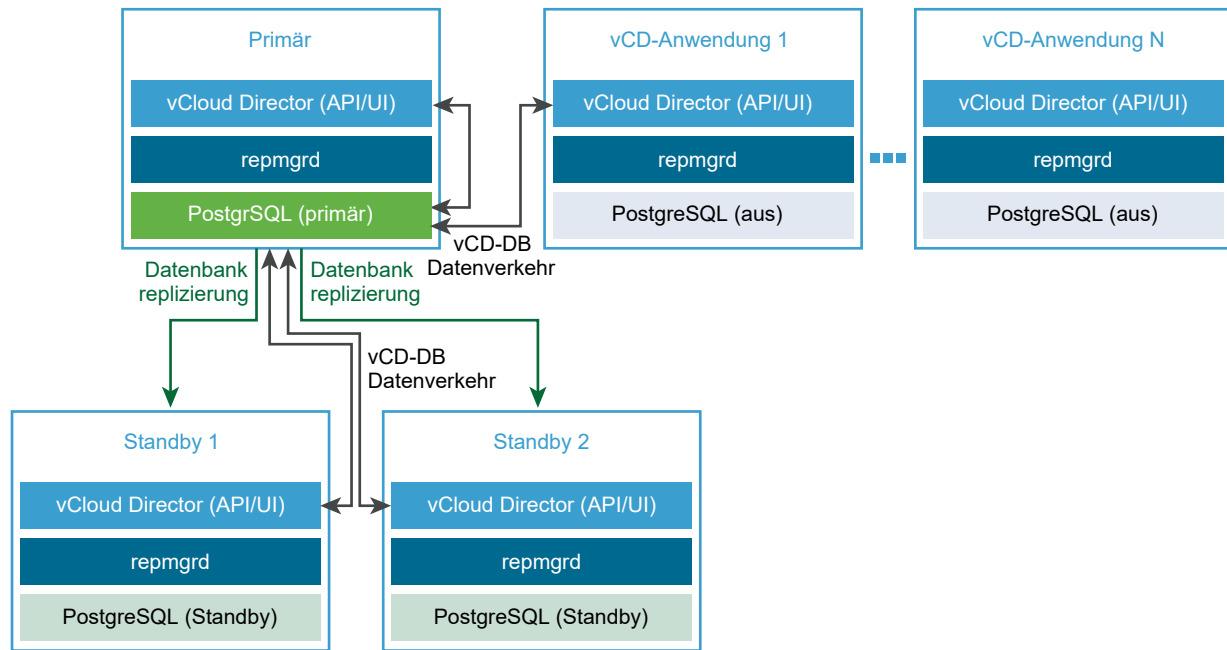 Primär
vCloud Director (API/UI)
repmgrd
PostgrSQL (primär)
vCD-Anwendung 1
vCloud Director (API/UI)
repmgrd
PostgreSQL (aus)
vCD-Anwendung N
vCloud Director (API/UI)
repmgrd
PostgreSQL (aus)
vCD-DB
Datenverkehr
Datenbank
replizierung
Datenbank
replizierung
vCD-DB
Datenverkehr
Standby 1
vCloud Director (API/UI)
repmgrd
PostgreSQL (Standby)
Standby 2
vCloud Director (API/UI)
repmgrd
PostgreSQL (Standby)